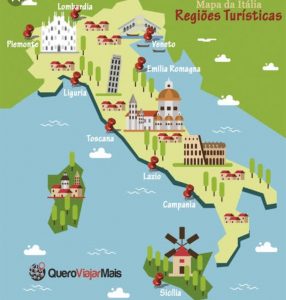 Mapa da Itália
Regiões Turísticas
Lombardia
Piemonte
Veneto
Emilia Romagna
Liguria
Toscana
Lazio
Campania
QueroViajarMais
Sicília